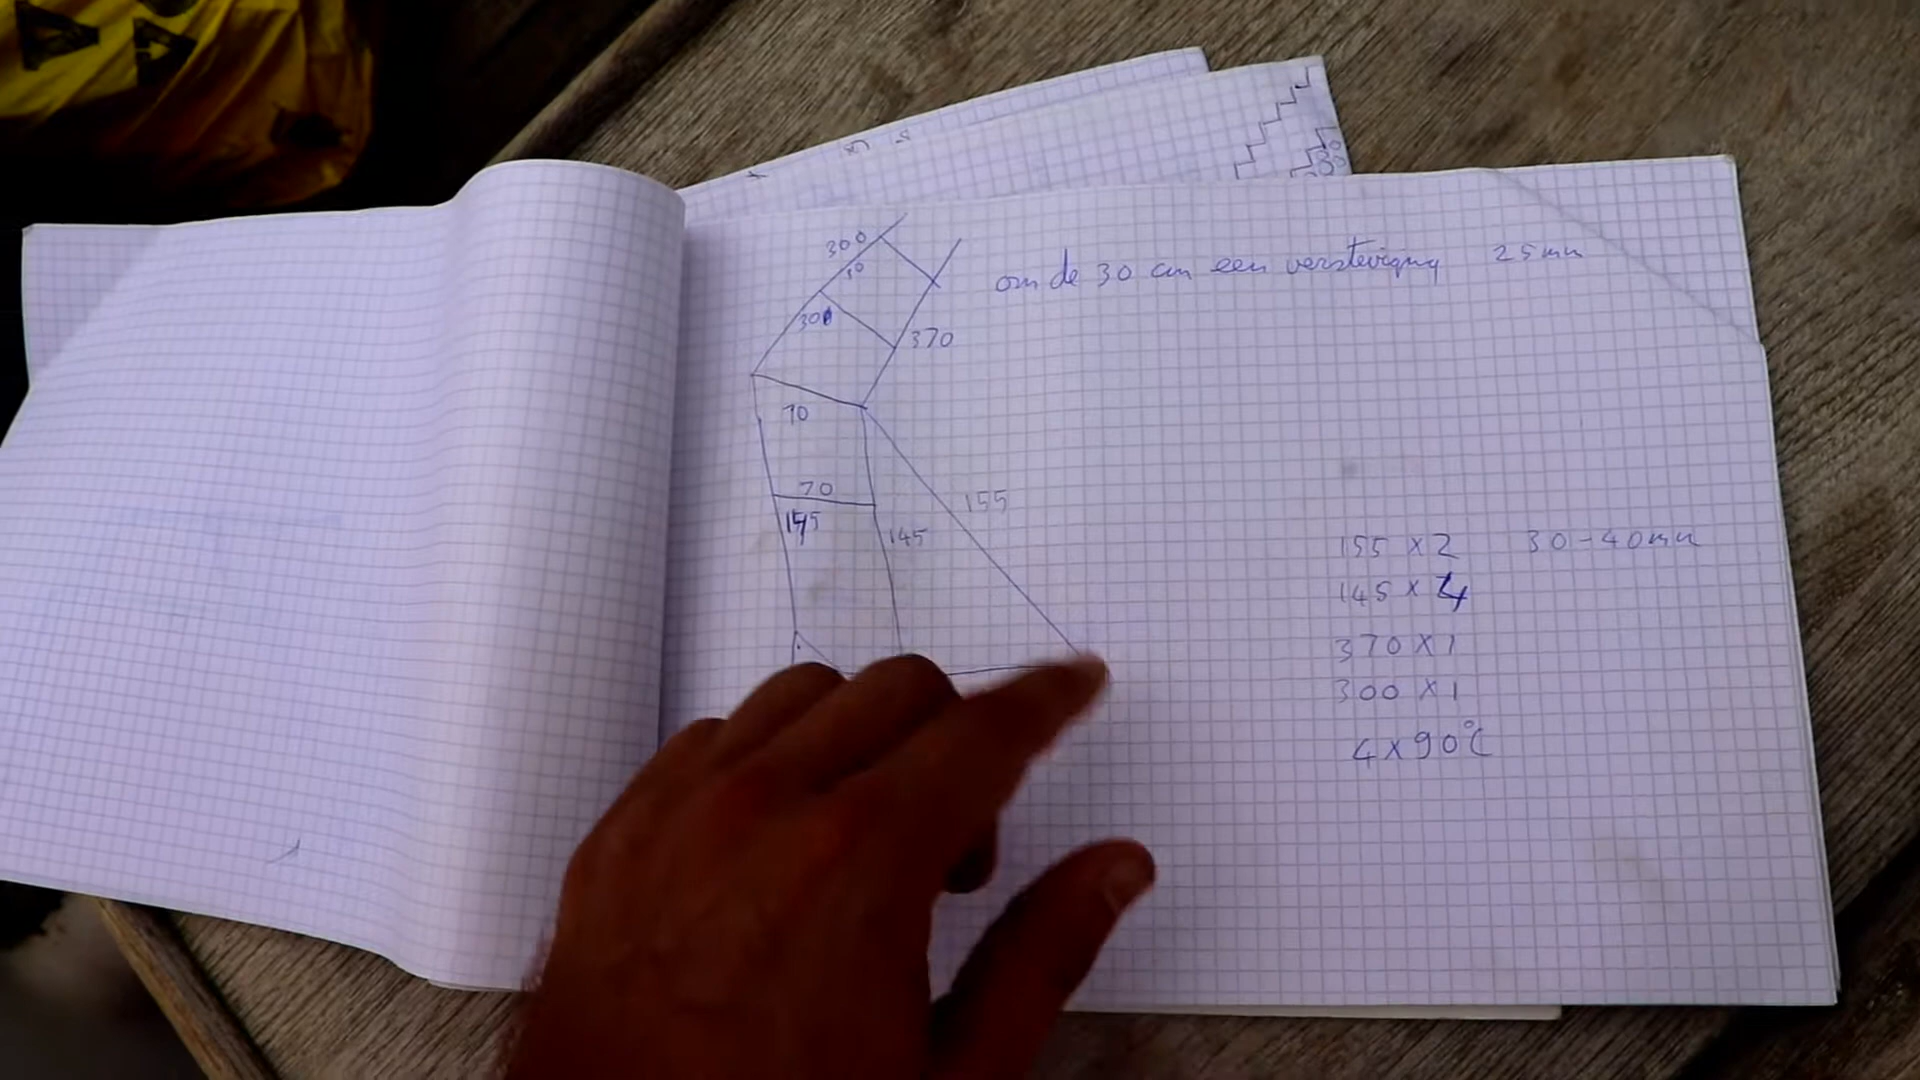 300
10
300
370
om de 30 cm een versteviging 25mm
70
70
145
145
155
155 x 2 30-40mm
145 x 4
370 x 1
300 x 1
4 x 90°C